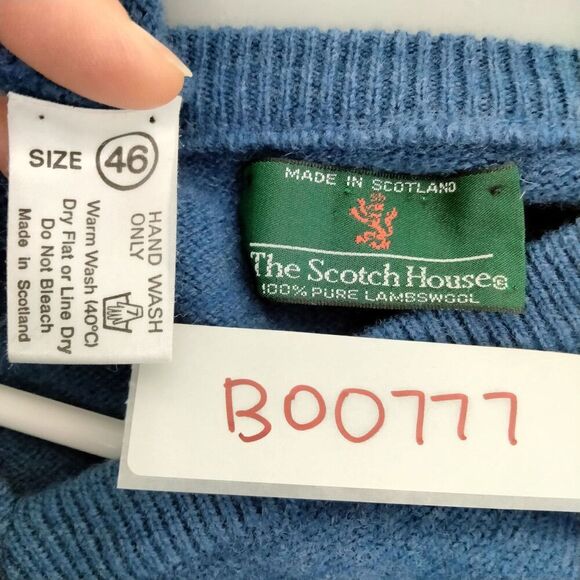 SIZE 46
HAND WASH
ONLY
Warm Wash (40°C)
Dry Flat or Line Dry
Do Not Bleach
Made in Scotland
MADE IN SCOTLAND
The Scotch House®
100% PURE LAMBSWOOL
B00777